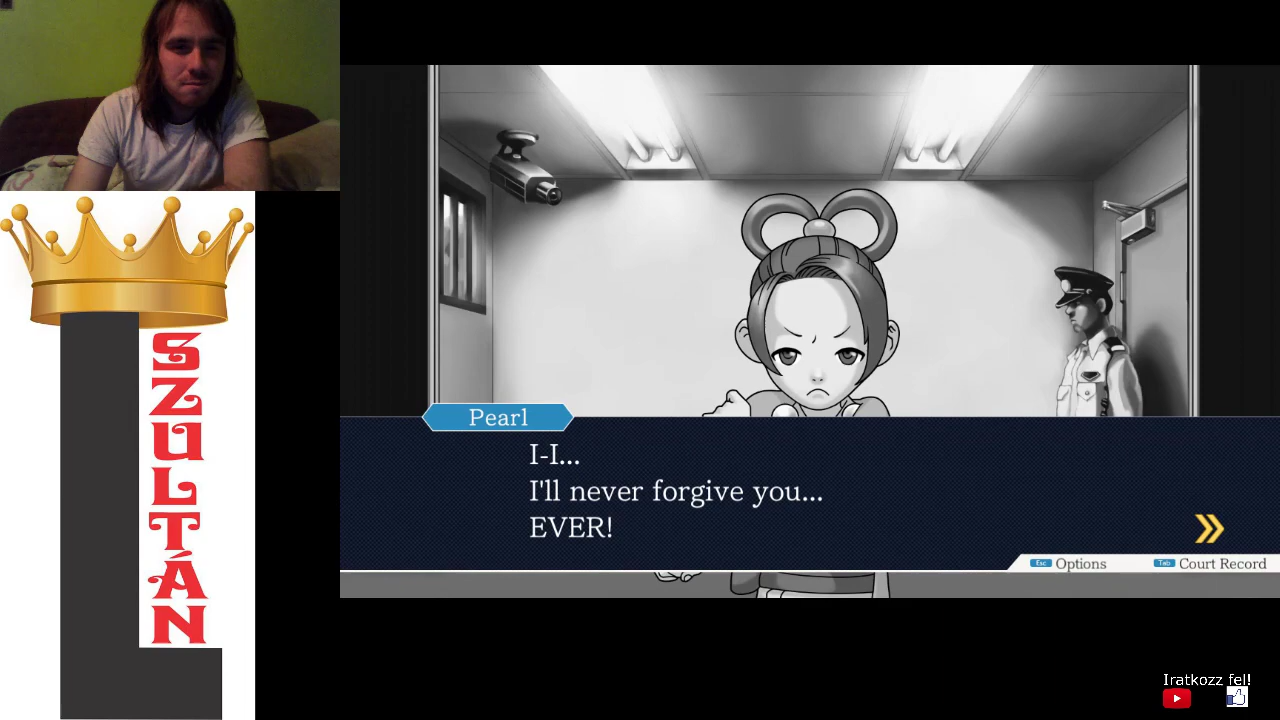 L
SZULTÁN
Pearl
I-I...
I'll never forgive you...
EVER!
Esc Options
Tab Court Record
Iratkozz fel!